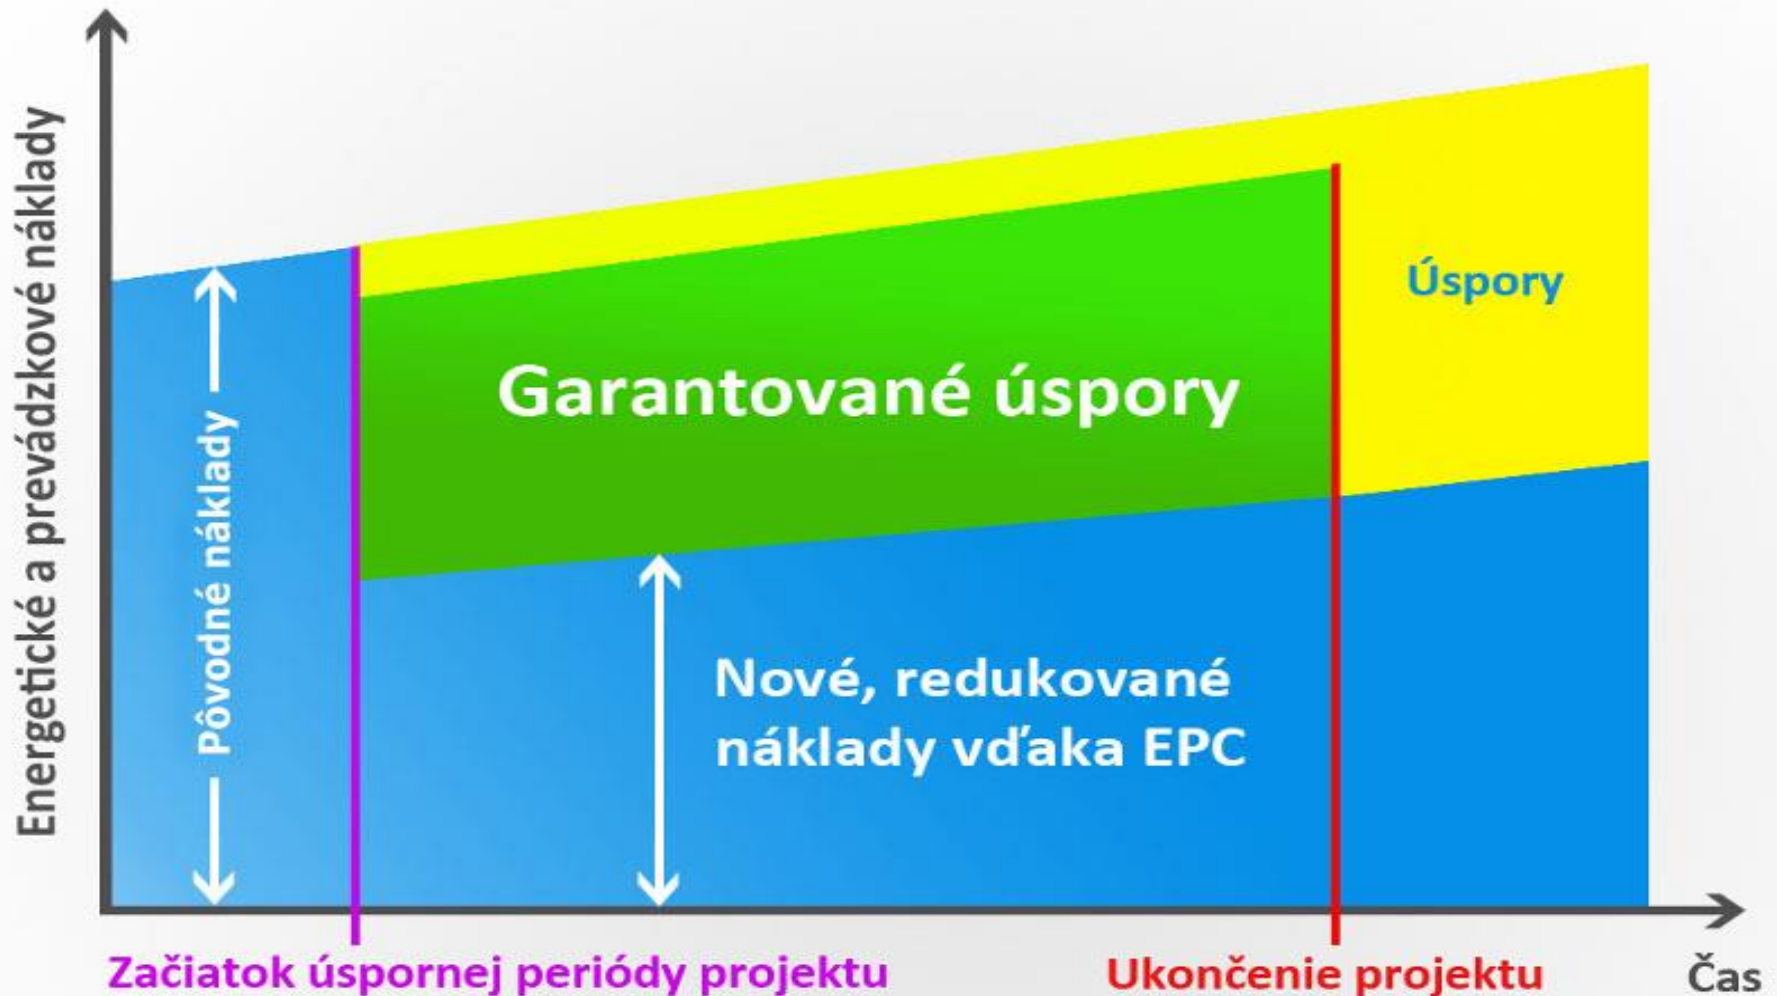 Energetické a prevádzkové náklady
Pôvodné náklady
Garantované úspory
Úspory
Nové, redukované
náklady vďaka EPC
Začiatok úspornej periódy projektu
Ukončenie projektu
Čas